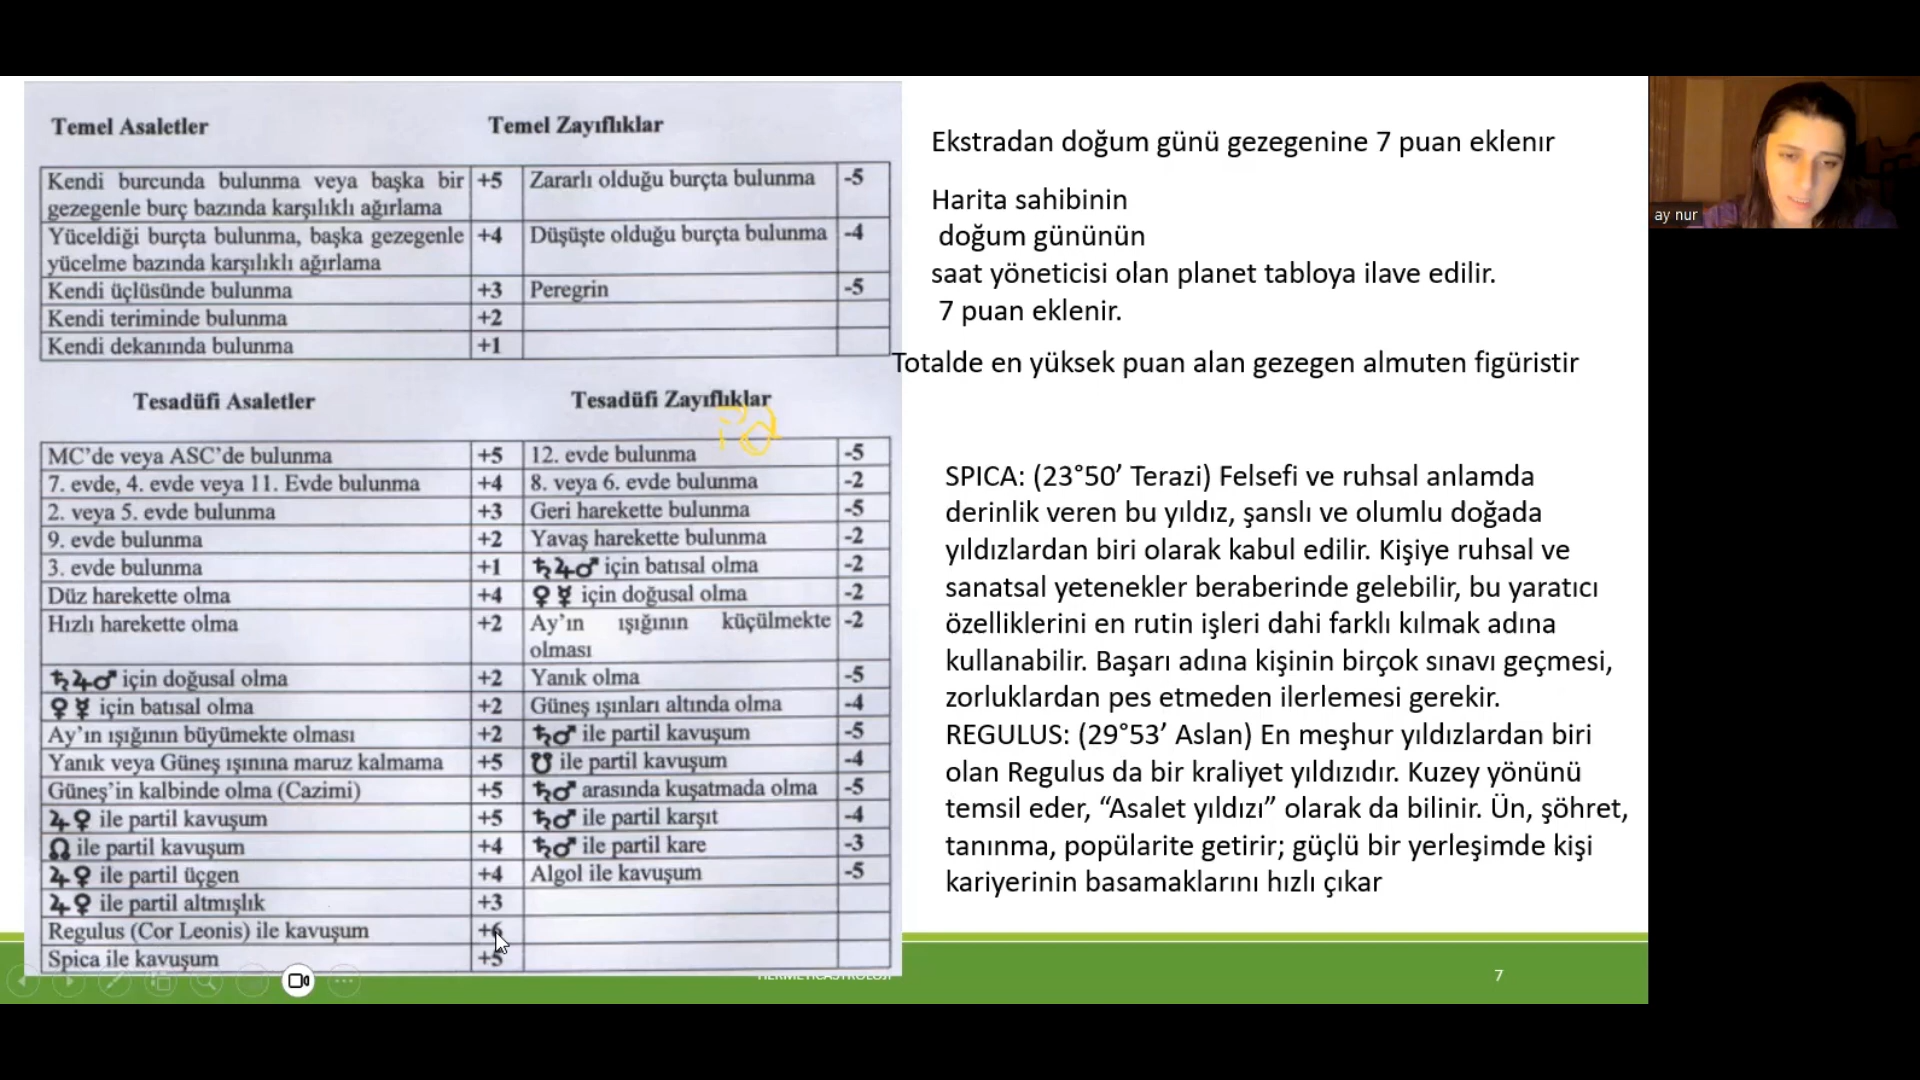 Temel Asaletler Temel Zayıflıklar
Kendi burcunda bulunma veya başka bir +5 Zararlı olduğu burçta bulunma -5
gezegenle burç bazında karşılıklı ağırlama
Yüceldiği burçta bulunma, başka gezegenle +4 Düşüşte olduğu burçta bulunma -4
yücelme bazında karşılıklı ağırlama
Kendi üçlüsünde bulunma +3 Peregrin -5
Kendi teriminde bulunma +2
Kendi dekanında bulunma +1
Tesadüfi Asaletler Tesadüfi Zayıflıklar
MC'de veya ASC'de bulunma +5 12. evde bulunma -5
7. evde, 4. evde veya 11. Evde bulunma +4 8. veya 6. evde bulunma -2
2. veya 5. evde bulunma +3 Geri harekette bulunma -5
9. evde bulunma +2 Yavaş harekette bulunma -2
3. evde bulunma +1 ♄♃♂ için batısal olma -2
Düz harekette olma +4 ♀☿ için doğusal olma -2
Hızlı harekette olma +2 Ay'ın ışığının küçülmekte -2
olması
♄♃♂ için doğusal olma +2 Yanık olma -5
♀☿ için batısal olma +2 Güneş ışınları altında olma -4
Ay'ın ışığının büyümekte olması +2 ♄♂ ile partil kavuşum -5
Yanık veya Güneş ışınına maruz kalmama +5 ☋ ile partil kavuşum -4
Güneş'in kalbinde olma (Cazimi) +5 ♄♂ arasında kuşatmada olma -5
♃♀ ile partil kavuşum +5 ♄♂ ile partil karşıt -4
☊ ile partil kavuşum +4 ♄♂ ile partil kare -3
♃♀ ile partil üçgen +4 Algol ile kavuşum -5
♃♀ ile partil altmışlık +3
Regulus (Cor Leonis) ile kavuşum +6
Spica ile kavuşum +5
Ekstradan doğum günü gezegenine 7 puan eklenır
Harita sahibinin
doğum gününün
saat yöneticisi olan planet tabloya ilave edilir.
7 puan eklenir.
Totalde en yüksek puan alan gezegen almuten figüristir
SPICA: (23°50’ Terazi) Felsefi ve ruhsal anlamda
derinlik veren bu yıldız, şanslı ve olumlu doğada
yıldızlardan biri olarak kabul edilir. Kişiye ruhsal ve
sanatsal yetenekler beraberinde gelebilir, bu yaratıcı
özelliklerini en rutin işleri dahi farklı kılmak adına
kullanabilir. Başarı adına kişinin birçok sınavı geçmesi,
zorluklardan pes etmeden ilerlemesi gerekir.
REGULUS: (29°53’ Aslan) En meşhur yıldızlardan biri
olan Regulus da bir kraliyet yıldızıdır. Kuzey yönünü
temsil eder, “Asalet yıldızı” olarak da bilinir. Ün, şöhret,
tanınma, popülarite getirir; güçlü bir yerleşimde kişi
kariyerinin basamaklarını hızlı çıkar
HERMETICASTROLOJI
7
ay nur